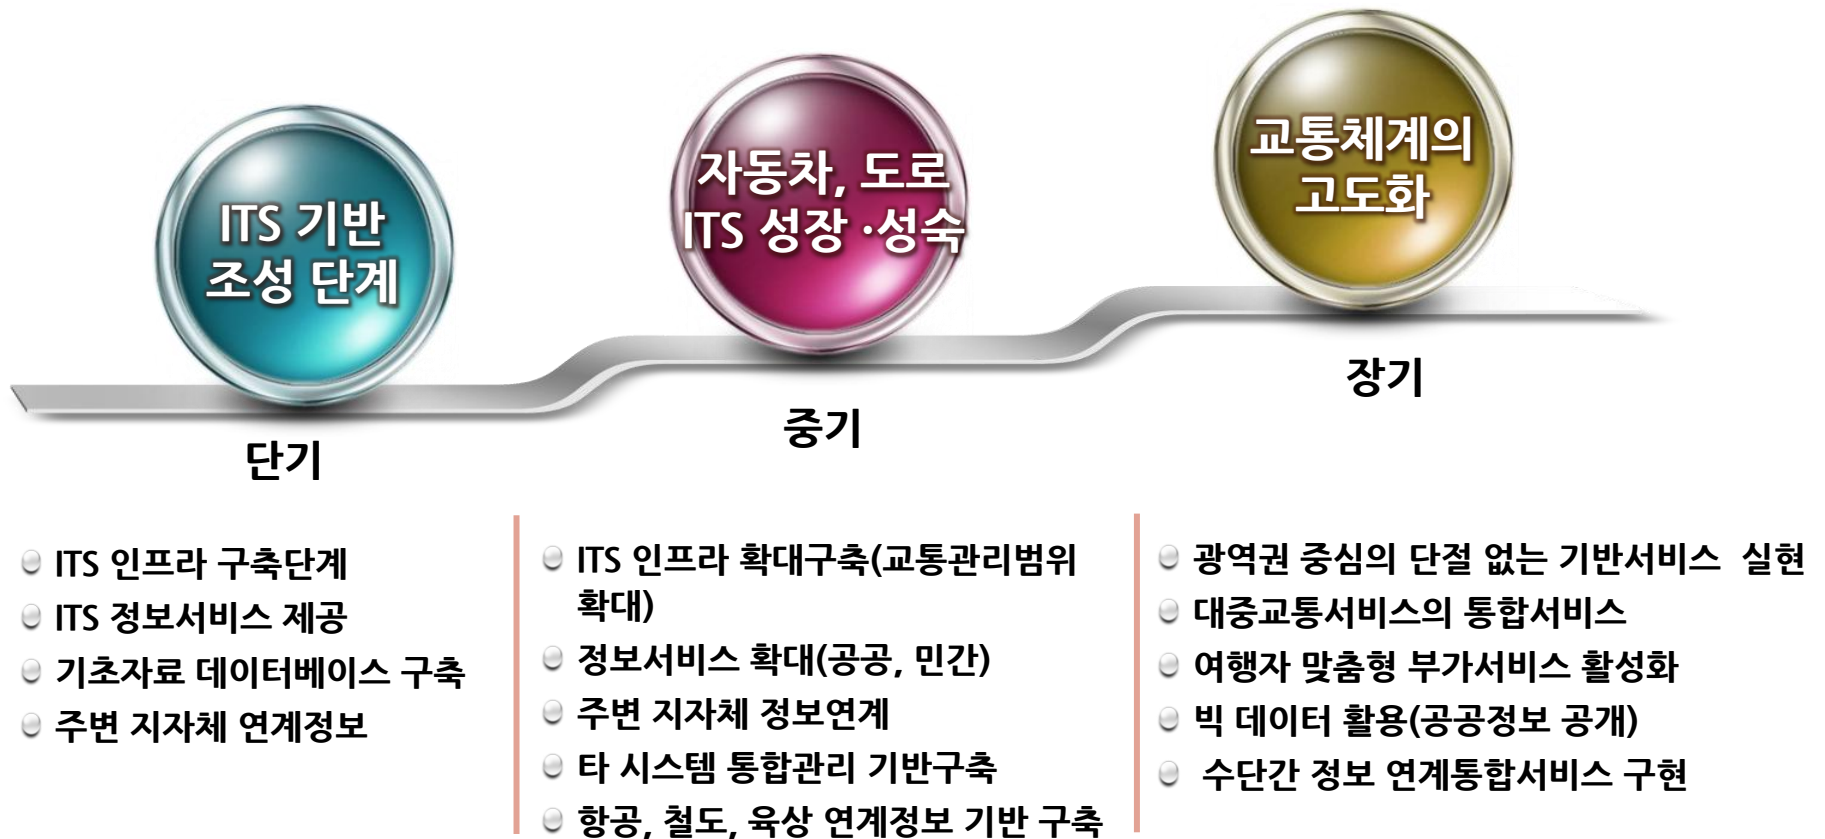 ITS 기반
조성 단계
자동차, 도로
ITS 성장 ·성숙
교통체계의
고도화
단기
중기
장기
ITS 인프라 구축단계
ITS 정보서비스 제공
기초자료 데이터베이스 구축
주변 지자체 연계정보
ITS 인프라 확대구축(교통관리범위
확대)
정보서비스 확대(공공, 민간)
주변 지자체 정보연계
타 시스템 통합관리 기반구축
항공, 철도, 육상 연계정보 기반 구축
광역권 중심의 단절 없는 기반서비스 실현
대중교통서비스의 통합서비스
여행자 맞춤형 부가서비스 활성화
빅 데이터 활용(공공정보 공개)
수단간 정보 연계통합서비스 구현